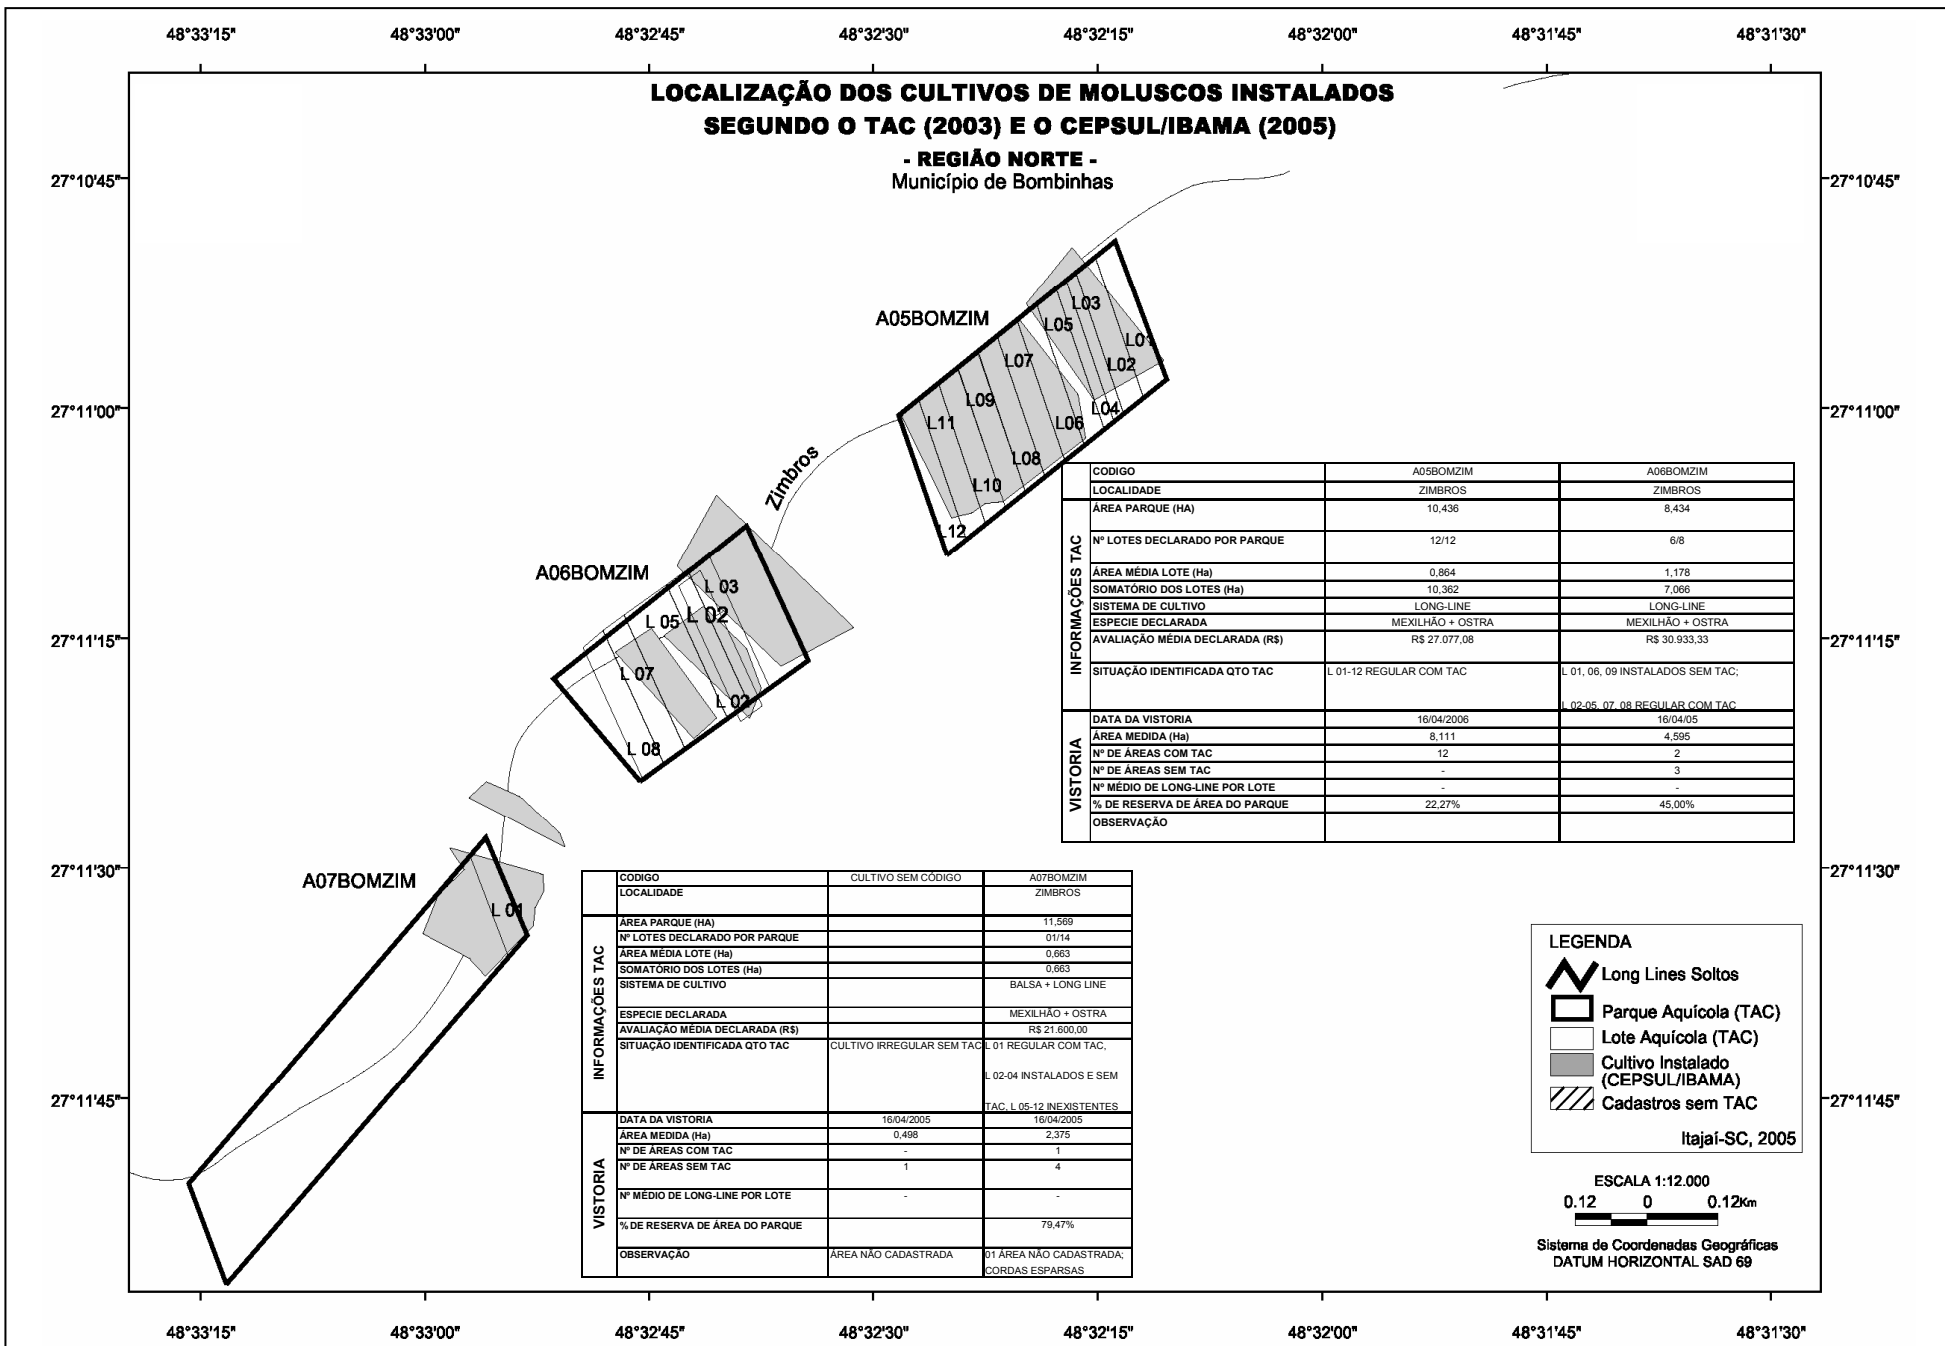 48°33'15" 48°33'00" 48°32'45" 48°32'30" 48°32'15" 48°32'00" 48°31'45" 48°31'30"
LOCALIZAÇÃO DOS CULTIVOS DE MOLUSCOS INSTALADOS
SEGUNDO O TAC (2003) E O CEPSUL/IBAMA (2005)
- REGIÃO NORTE -
Município de Bombinhas
27°10'45" 27°10'45"
A05BOMZIM
L03
L05
L01
L07
L02
L09
L04
L11
L06
L08
L10
L12
27°11'00" 27°11'00"
Zimbros
A06BOMZIM
L 03
L 02
L 05
L 07
L 02
L 08
27°11'15" 27°11'15"
CODIGO A05BOMZIM A06BOMZIM
LOCALIDADE ZIMBROS ZIMBROS
INFORMAÇÕES TAC
ÁREA PARQUE (HA) 10,436 8,434
Nº LOTES DECLARADO POR PARQUE 12/12 6/8
ÁREA MÉDIA LOTE (Ha) 0,864 1,178
SOMATÓRIO DOS LOTES (Ha) 10,362 7,066
SISTEMA DE CULTIVO LONG-LINE LONG-LINE
ESPECIE DECLARADA MEXILHÃO + OSTRA MEXILHÃO + OSTRA
AVALIAÇÃO MÉDIA DECLARADA (R$) R$ 27.077,08 R$ 30.933,33
SITUAÇÃO IDENTIFICADA QTO TAC L 01-12 REGULAR COM TAC L 01, 06, 09 INSTALADOS SEM TAC;
L 02-05, 07, 08 REGULAR COM TAC
VISTORIA
DATA DA VISTORIA 16/04/2006 16/04/05
ÁREA MEDIDA (Ha) 8,111 4,595
Nº DE ÁREAS COM TAC 12 2
Nº DE ÁREAS SEM TAC - 3
Nº MÉDIO DE LONG-LINE POR LOTE - -
% DE RESERVA DE ÁREA DO PARQUE 22,27% 45,00%
OBSERVAÇÃO
27°11'30" 27°11'30"
A07BOMZIM
L 01
CODIGO CULTIVO SEM CÓDIGO A07BOMZIM
LOCALIDADE ZIMBROS
INFORMAÇÕES TAC
ÁREA PARQUE (HA) 11,569
Nº LOTES DECLARADO POR PARQUE 01/14
ÁREA MÉDIA LOTE (Ha) 0,663
SOMATÓRIO DOS LOTES (Ha) 0,663
SISTEMA DE CULTIVO BALSA + LONG LINE
ESPECIE DECLARADA MEXILHÃO + OSTRA
AVALIAÇÃO MÉDIA DECLARADA (R$) R$ 21.600,00
SITUAÇÃO IDENTIFICADA QTO TAC CULTIVO IRREGULAR SEM TAC L 01 REGULAR COM TAC,
L 02-04 INSTALADOS E SEM
TAC, L 05-12 INEXISTENTES
VISTORIA
DATA DA VISTORIA 16/04/2005 16/04/2005
ÁREA MEDIDA (Ha) 0,498 2,375
Nº DE ÁREAS COM TAC - 1
Nº DE ÁREAS SEM TAC 1 4
Nº MÉDIO DE LONG-LINE POR LOTE - -
% DE RESERVA DE ÁREA DO PARQUE 79,47%
OBSERVAÇÃO ÁREA NÃO CADASTRADA 01 ÁREA NÃO CADASTRADA;
CORDAS ESPARSAS
27°11'45" 27°11'45"
LEGENDA
Long Lines Soltos
Parque Aquícola (TAC)
Lote Aquícola (TAC)
Cultivo Instalado
(CEPSUL/IBAMA)
Cadastros sem TAC
Itajaí-SC, 2005
ESCALA 1:12.000
0.12 0 0.12Km
Sistema de Coordenadas Geográficas
DATUM HORIZONTAL SAD 69
48°33'15" 48°33'00" 48°32'45" 48°32'30" 48°32'15" 48°32'00" 48°31'45" 48°31'30"